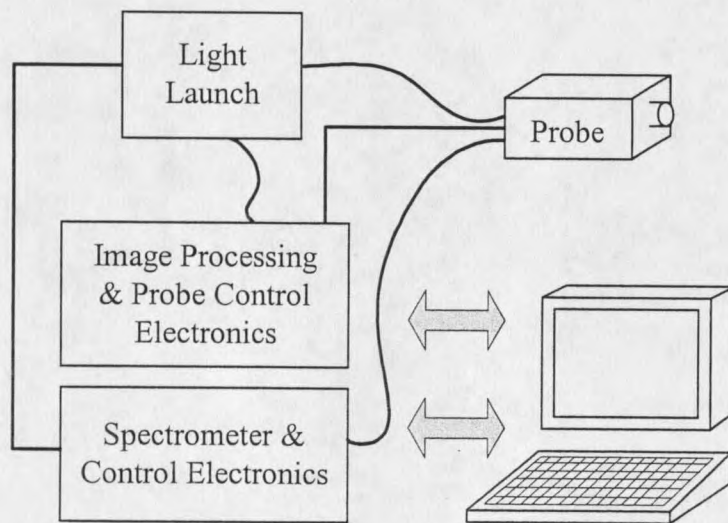 Light
Launch
Probe
Image Processing
& Probe Control
Electronics
Spectrometer &
Control Electronics